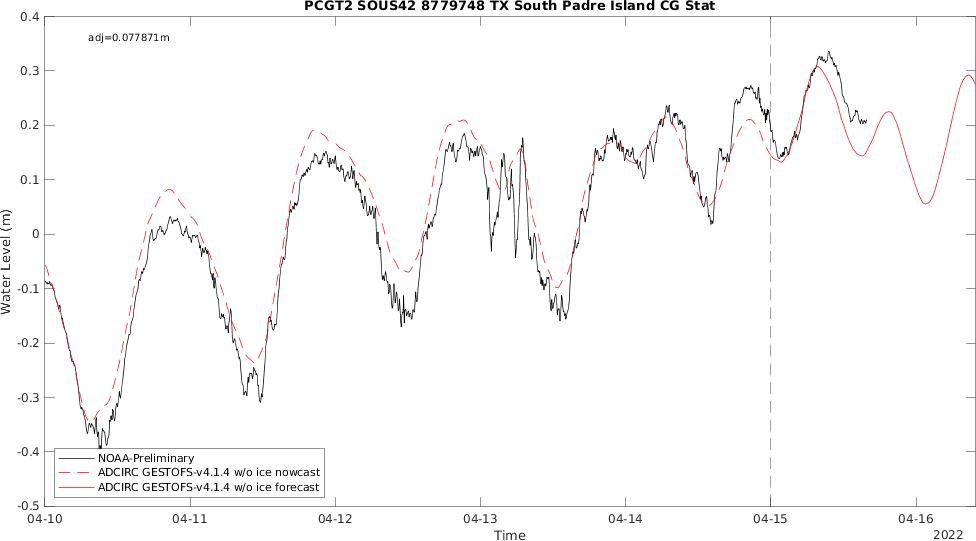 PCGT2 SOUS42 8779748 TX South Padre Island CG Stat
adj=0.077871m
Water Level (m)
0.4
0.3
0.2
0.1
0
-0.1
-0.2
-0.3
-0.4
-0.5
NOAA-Preliminary
ADCIRC GESTOFS-v4.1.4 w/o ice nowcast
ADCIRC GESTOFS-v4.1.4 w/o ice forecast
04-10 04-11 04-12 04-13 04-14 04-15 04-16
Time
2022